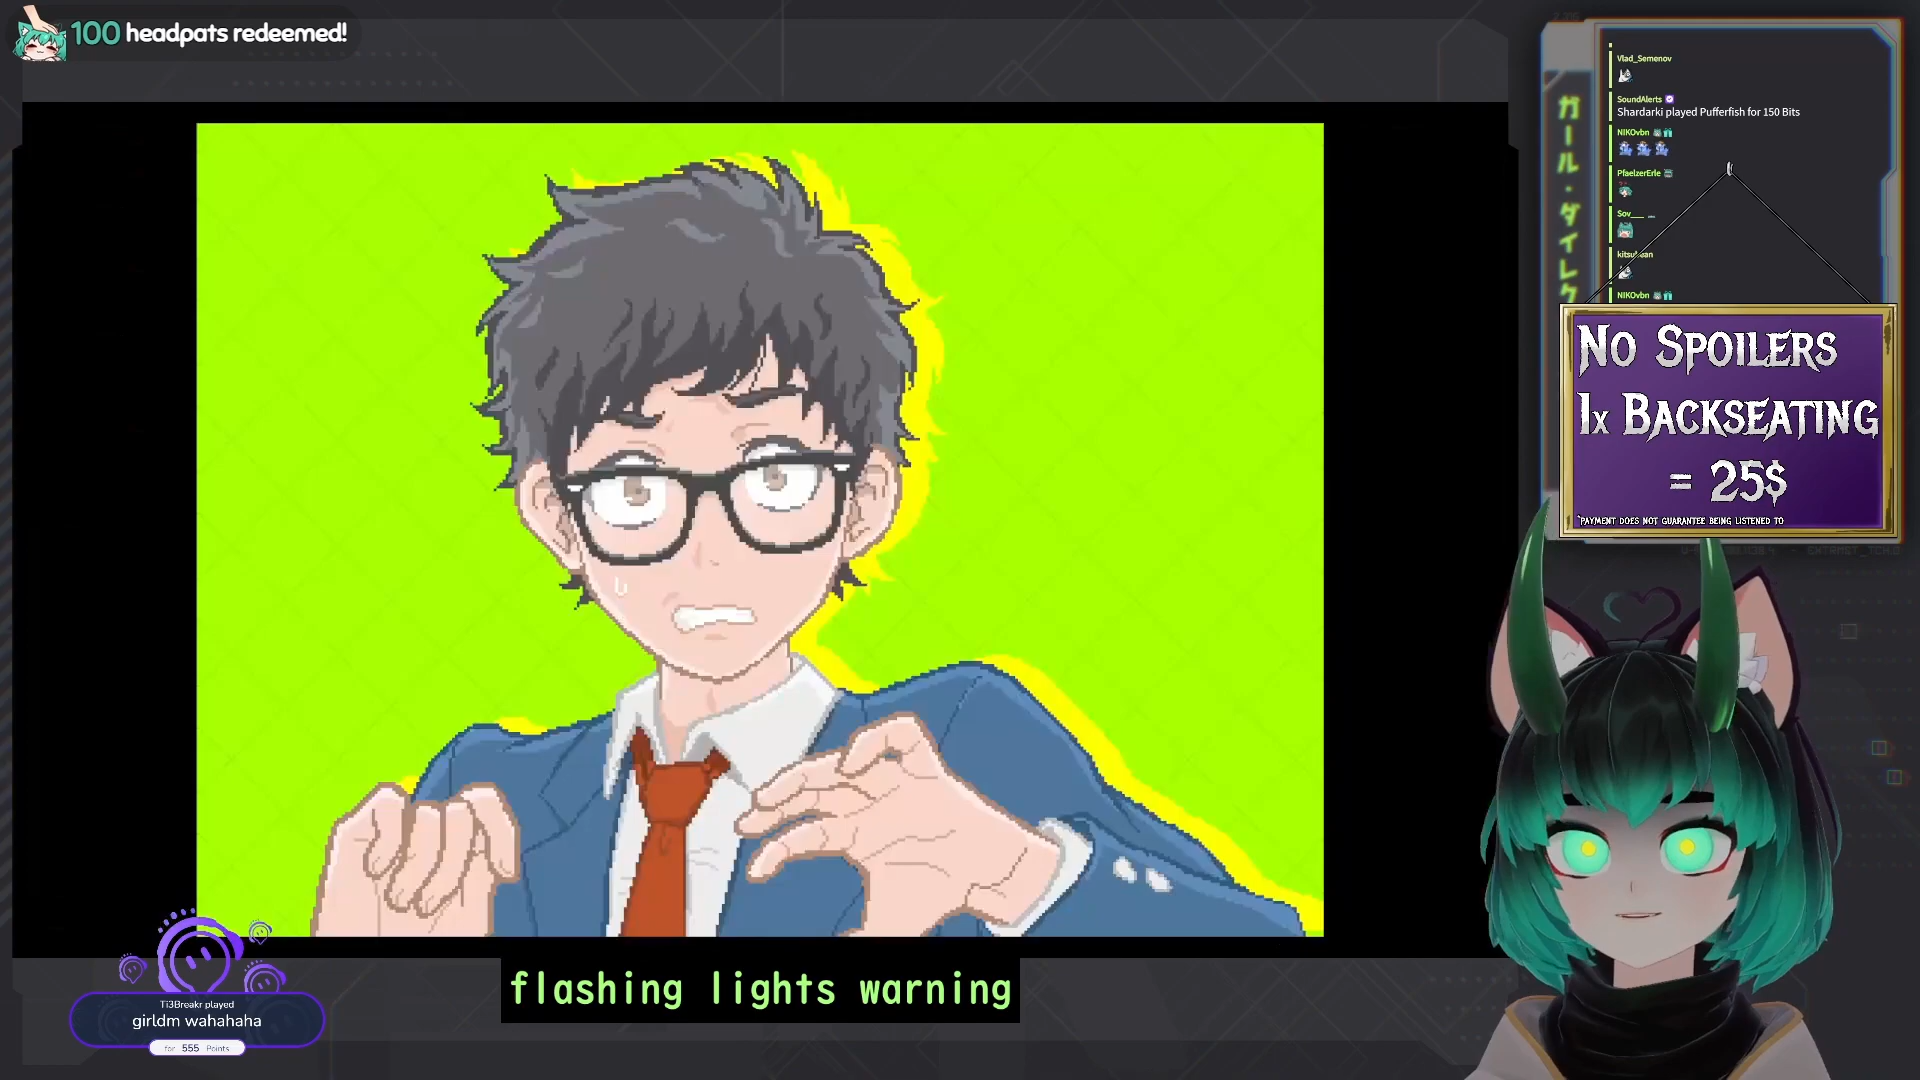 100 headpats redeemed!
Vlad_Semenov
SoundAlerts
Shardarki played Pufferfish for 150 Bits
NIKOvbn
PfaelzerErle
Sov___
NIKOvbn
ガール・ダイレク
No Spoilers
1x Backseating
= 25$
*PAYMENT DOES NOT GUARANTEE BEING LISTENED TO
flashing lights warning
Ti3Breakr played
girldm wahahaha
for 555 Points